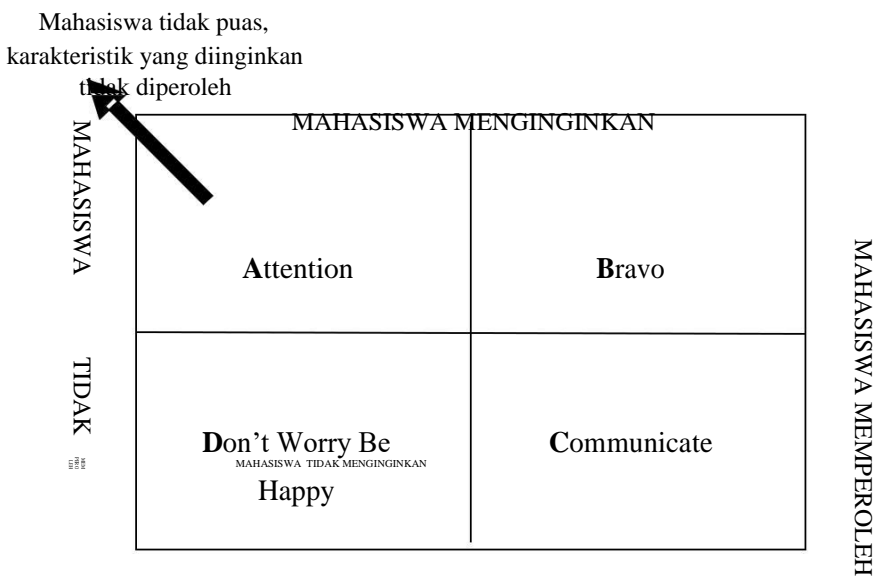 Mahasiswa tidak puas,
karakteristik yang diinginkan
tidak diperoleh
MAHASISWA MENGINGINKAN
MAHASISWA
TIDAK
Attention
Bravo
MAHASISWA MEMPEROLEH
Don’t Worry Be
Happy
MAHASISWA TIDAK MENGINGINKAN
Communicate